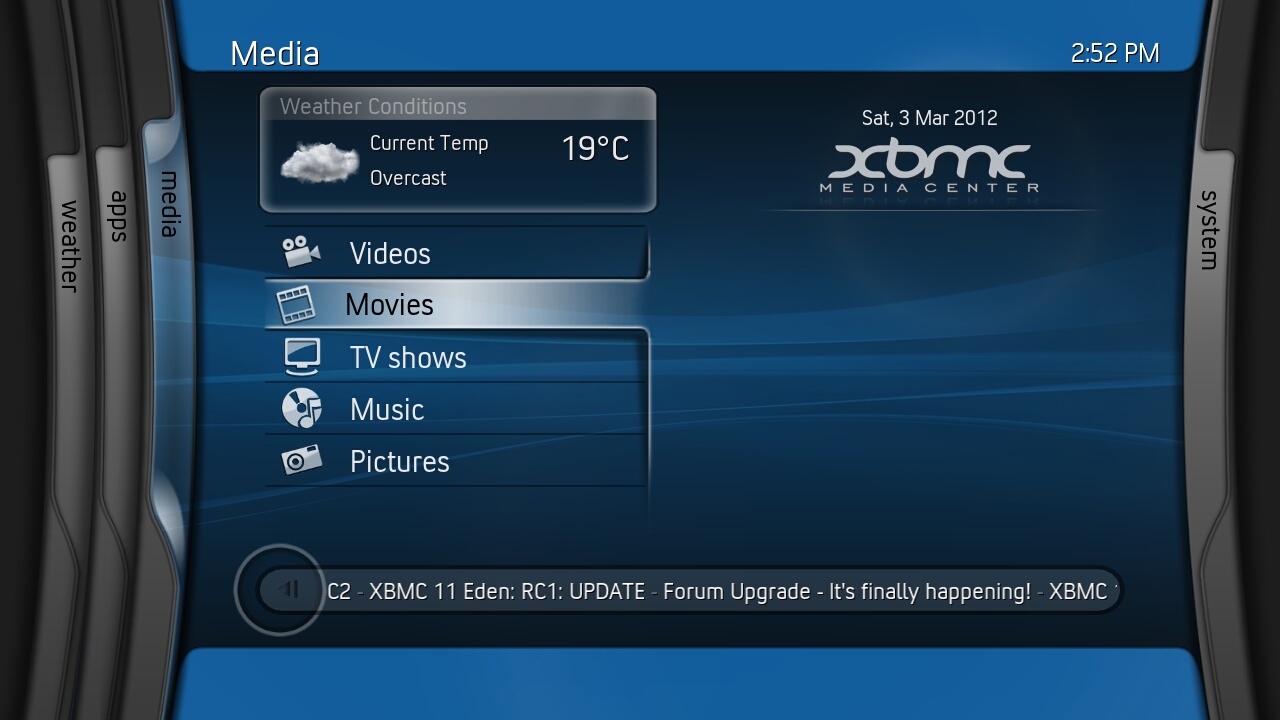 Media
2:52 PM
Weather Conditions
Current Temp
19°C
Overcast
Sat, 3 Mar 2012
xbmc
MEDIA CENTER
weather
apps
media
system
Videos
Movies
TV shows
Music
Pictures
C2 - XBMC 11 Eden: RC1: UPDATE - Forum Upgrade - It's finally happening! - XBMC